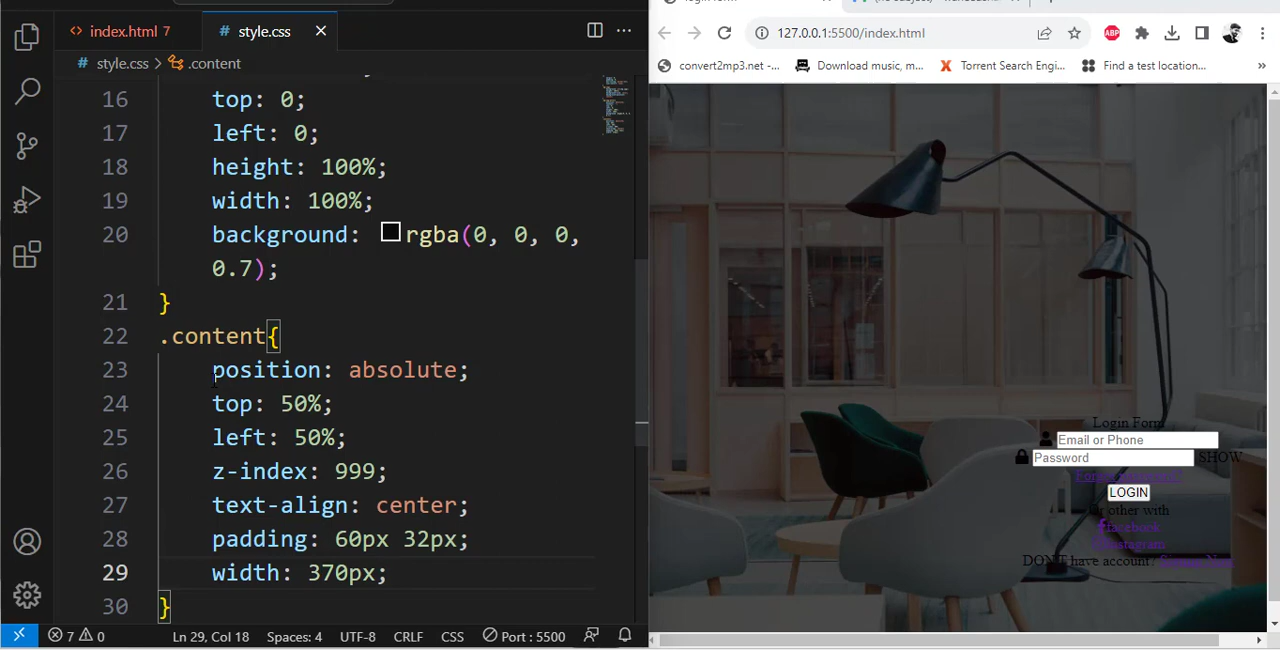 index.html 7
style.css
style.css > .content
16 top: 0;
17 left: 0;
18 height: 100%;
19 width: 100%;
20 background: rgba(0, 0, 0,
0.7);
21 }
22 .content{
23 position: absolute;
24 top: 50%;
25 left: 50%;
26 z-index: 999;
27 text-align: center;
28 padding: 60px 32px;
29 width: 370px;
30 }
7 0 Ln 29, Col 18 Spaces: 4 UTF-8 CRLF CSS Port : 5500
127.0.0.1:5500/index.html
ABP
convert2mp3.net -... Download music, m... Torrent Search Engi... Find a test location... »
Login Form
Email or Phone
Password SHOW
LOGIN
Or other with
facebook
instagram
DON'T have account?